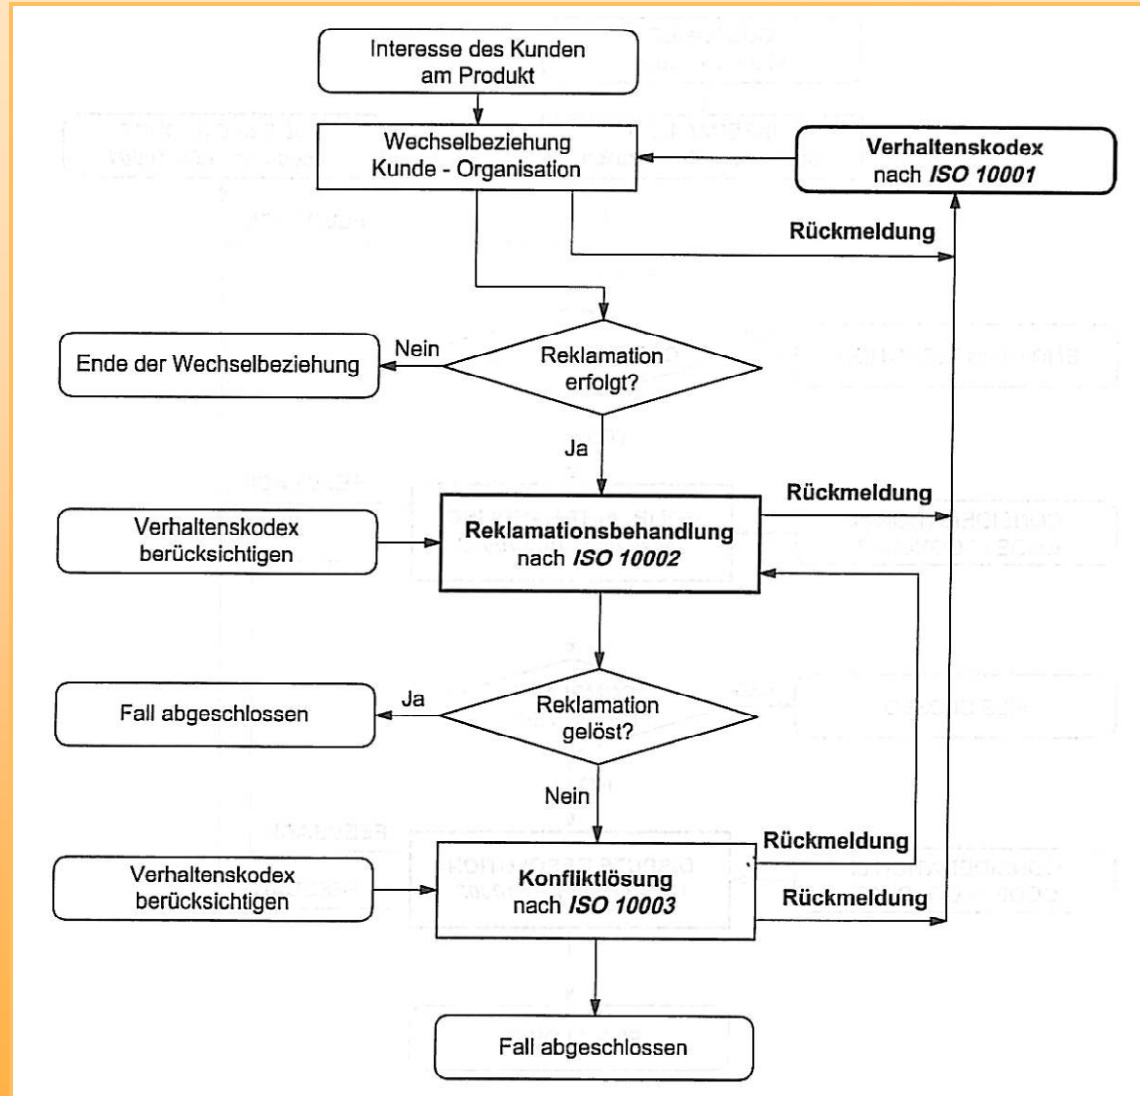 Interesse des Kunden
am Produkt
Wechselbeziehung
Kunde - Organisation
Verhaltenskodex
nach ISO 10001
Rückmeldung
Ende der Wechselbeziehung
Nein
Reklamation
erfolgt?
Ja
Rückmeldung
Verhaltenskodex
berücksichtigen
Reklamationsbehandlung
nach ISO 10002
Fall abgeschlossen
Ja
Reklamation
gelöst?
Nein
Rückmeldung
Verhaltenskodex
berücksichtigen
Konfliktlösung
nach ISO 10003
Rückmeldung
Fall abgeschlossen